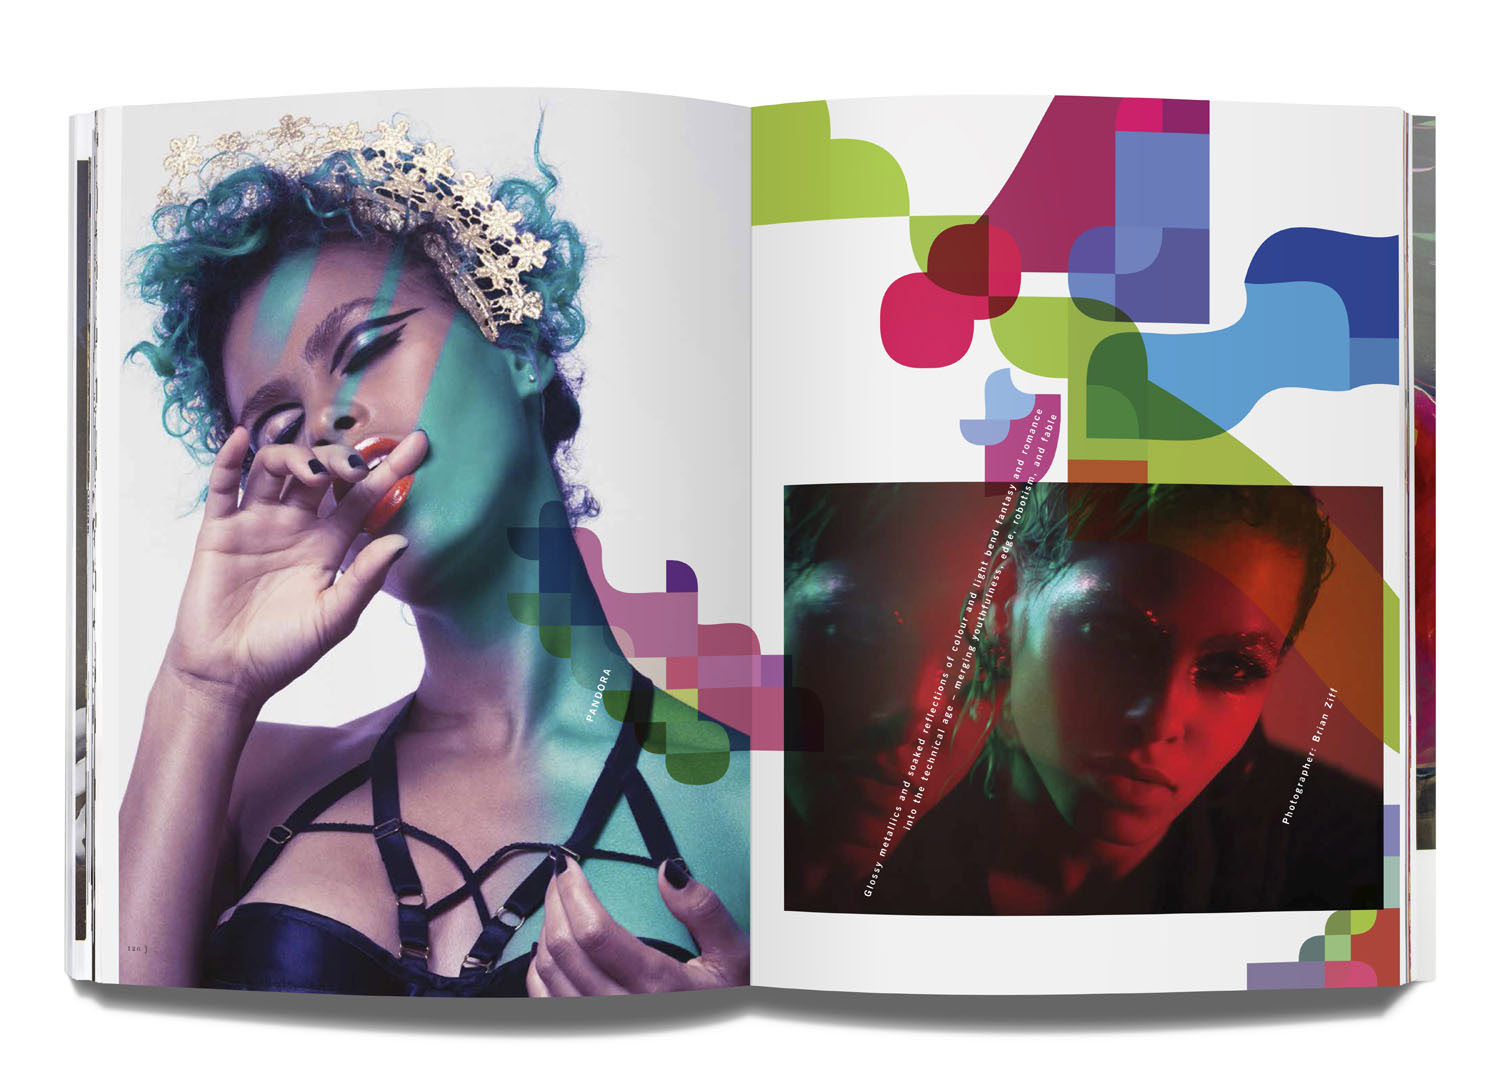 PANDORA
Glossy metallics and soaked reflections of colour and light bend fantasy and romance
into the technical age – merging youthfulness, edge, robotism, and fable
Photographer: Brian Ziff
120 }